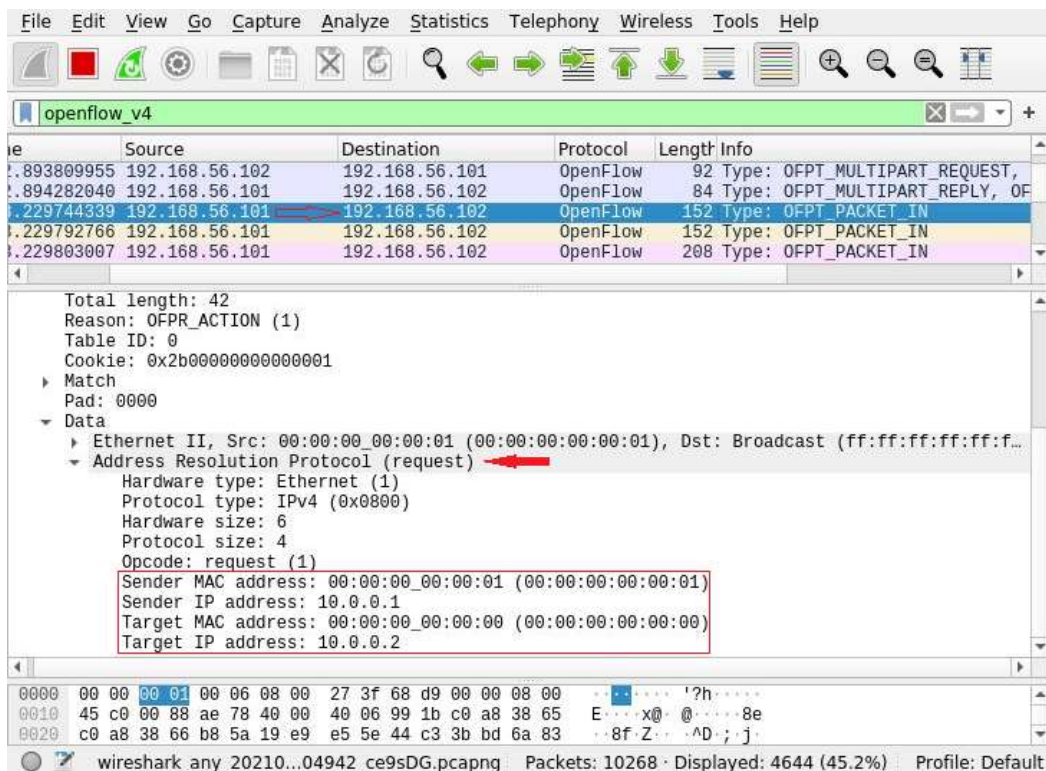 File Edit View Go Capture Analyze Statistics Telephony Wireless Tools Help
openflow_v4
Source Destination Protocol Length Info
.893809955 192.168.56.102 192.168.56.101 OpenFlow 92 Type: OFPT_MULTIPART_REQUEST,
.894282040 192.168.56.101 192.168.56.102 OpenFlow 84 Type: OFPT_MULTIPART_REPLY, OF
.229744339 192.168.56.101 192.168.56.102 OpenFlow 152 Type: OFPT_PACKET_IN
.229792766 192.168.56.101 192.168.56.102 OpenFlow 152 Type: OFPT_PACKET_IN
.229803007 192.168.56.101 192.168.56.102 OpenFlow 208 Type: OFPT_PACKET_IN
Total length: 42
Reason: OFPR_ACTION (1)
Table ID: 0
Cookie: 0x2b00000000000001
Match
Pad: 0000
Data
Ethernet II, Src: 00:00:00_00:00:01 (00:00:00:00:00:01), Dst: Broadcast (ff:ff:ff:ff:ff:f…
Address Resolution Protocol (request)
Hardware type: Ethernet (1)
Protocol type: IPv4 (0x0800)
Hardware size: 6
Protocol size: 4
Opcode: request (1)
Sender MAC address: 00:00:00_00:00:01 (00:00:00:00:00:01)
Sender IP address: 10.0.0.1
Target MAC address: 00:00:00_00:00:00 (00:00:00:00:00:00)
Target IP address: 10.0.0.2
0000 00 00 00 01 00 06 08 00 27 3f 68 d9 00 00 08 00 ········ '?h·····
0010 45 c0 00 88 ae 78 40 00 40 06 99 1b c0 a8 38 65 E····x@· @·····8e
0020 c0 a8 38 66 b8 5a 19 e9 e5 5e 44 c3 3b bd 6a 83 ··8f·Z·· ·^D·;·j·
wireshark_any_20210…04942_ce9sDG.pcapng Packets: 10268 · Displayed: 4644 (45.2%) Profile: Default